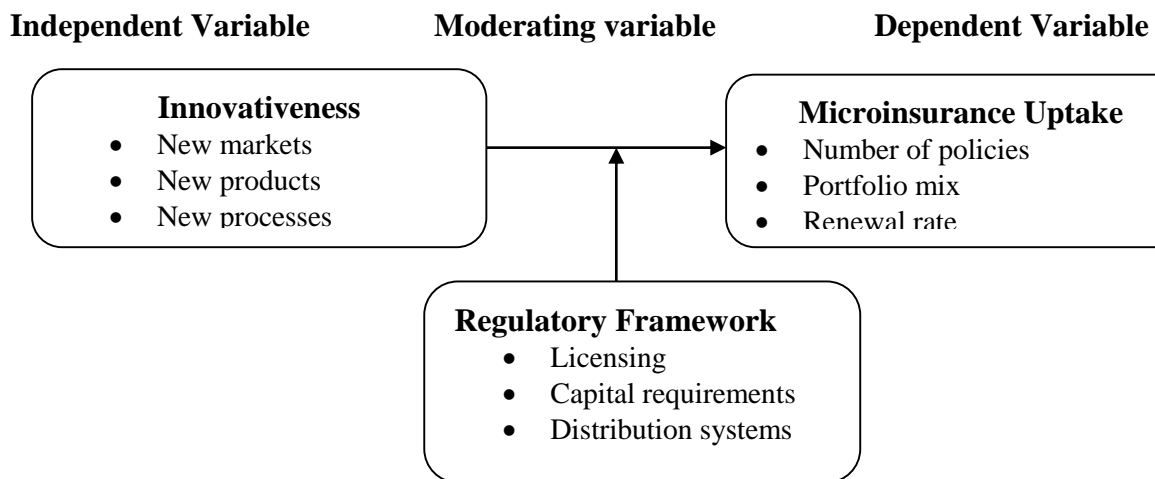 Independent Variable
Moderating variable
Dependent Variable
Innovativeness
• New markets
• New products
• New processes
Microinsurance Uptake
• Number of policies
• Portfolio mix
• Renewal rate
Regulatory Framework
• Licensing
• Capital requirements
• Distribution systems